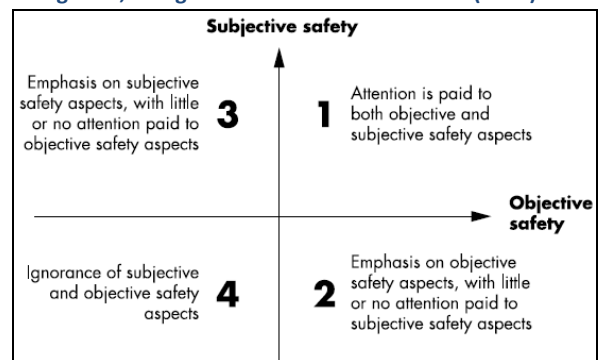 Subjective safety
Emphasis on subjective
safety aspects, with little
or no attention paid to
objective safety aspects
3
1
Attention is paid to
both objective and
subjective safety aspects
Objective
safety
Ignorance of subjective
and objective safety
aspects
4
2
Emphasis on objective
safety aspects, with little
or no attention paid to
subjective safety aspects